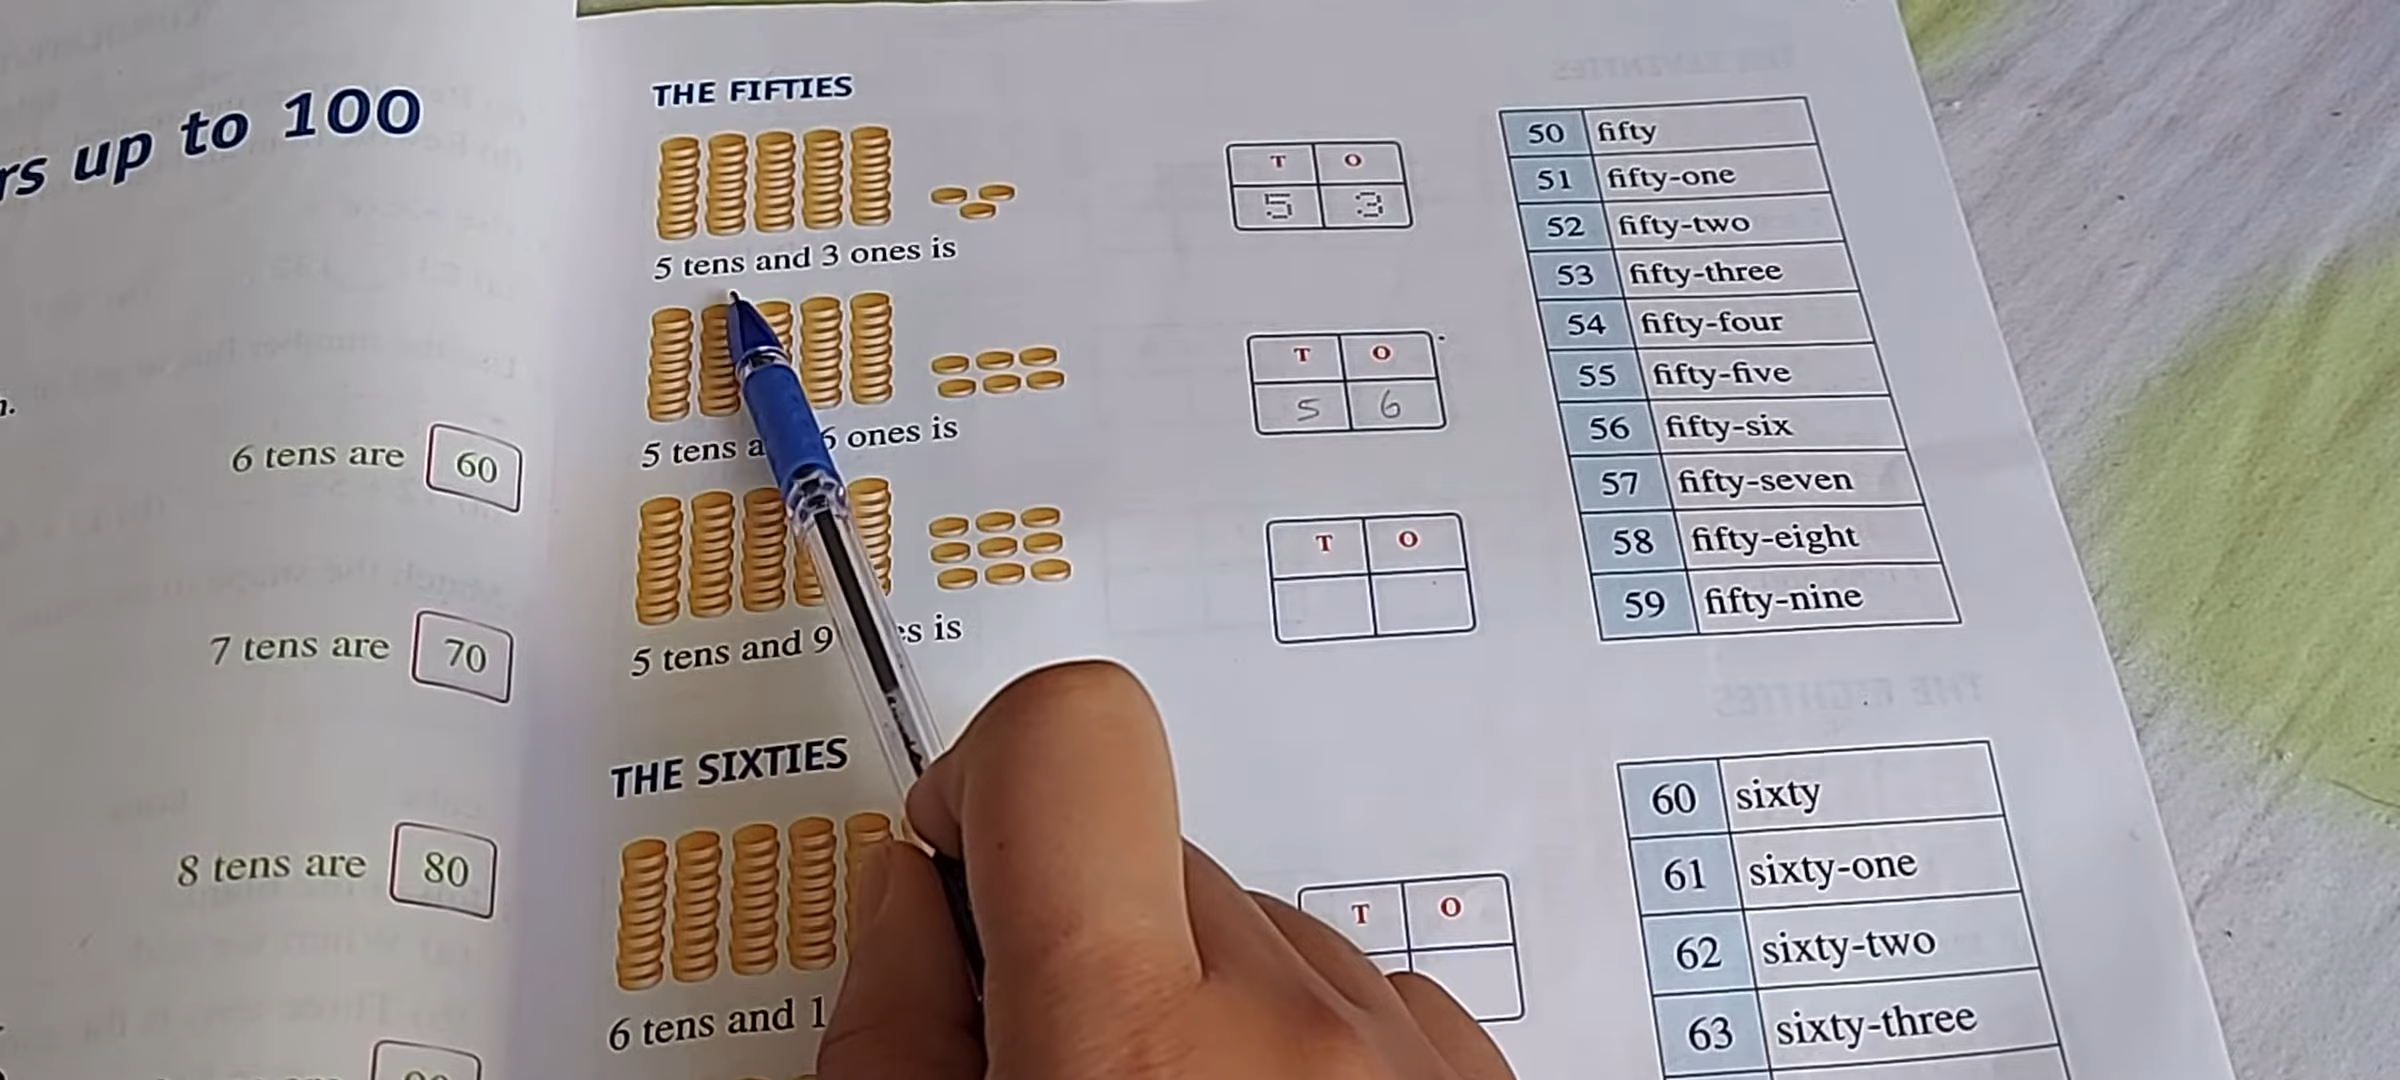 up to 100
6 tens are 60
7 tens are 70
8 tens are 80
THE FIFTIES
5 tens and 3 ones is
T O
5 3
5 tens 6 ones is
T O
5 6
5 tens and 9 is
T O
50 fifty
51 fifty-one
52 fifty-two
53 fifty-three
54 fifty-four
55 fifty-five
56 fifty-six
57 fifty-seven
58 fifty-eight
59 fifty-nine
THE SIXTIES
6 tens and 1
T O
60 sixty
61 sixty-one
62 sixty-two
63 sixty-three